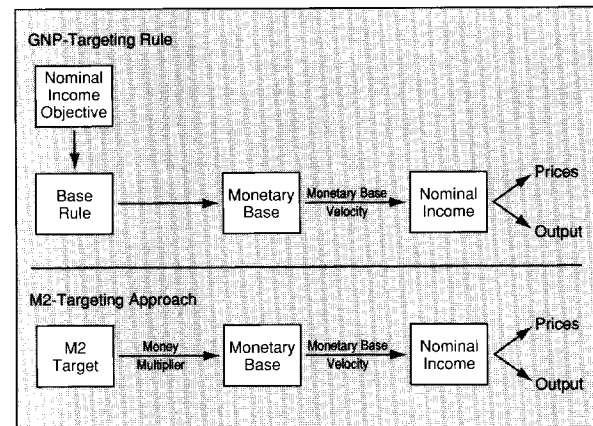 GNP-Targeting Rule
Nominal
Income
Objective
Base
Rule
Monetary
Base
Monetary Base
Velocity
Nominal
Income
Prices
Output
M2-Targeting Approach
M2
Target
Money
Multiplier
Monetary
Base
Monetary Base
Velocity
Nominal
Income
Prices
Output